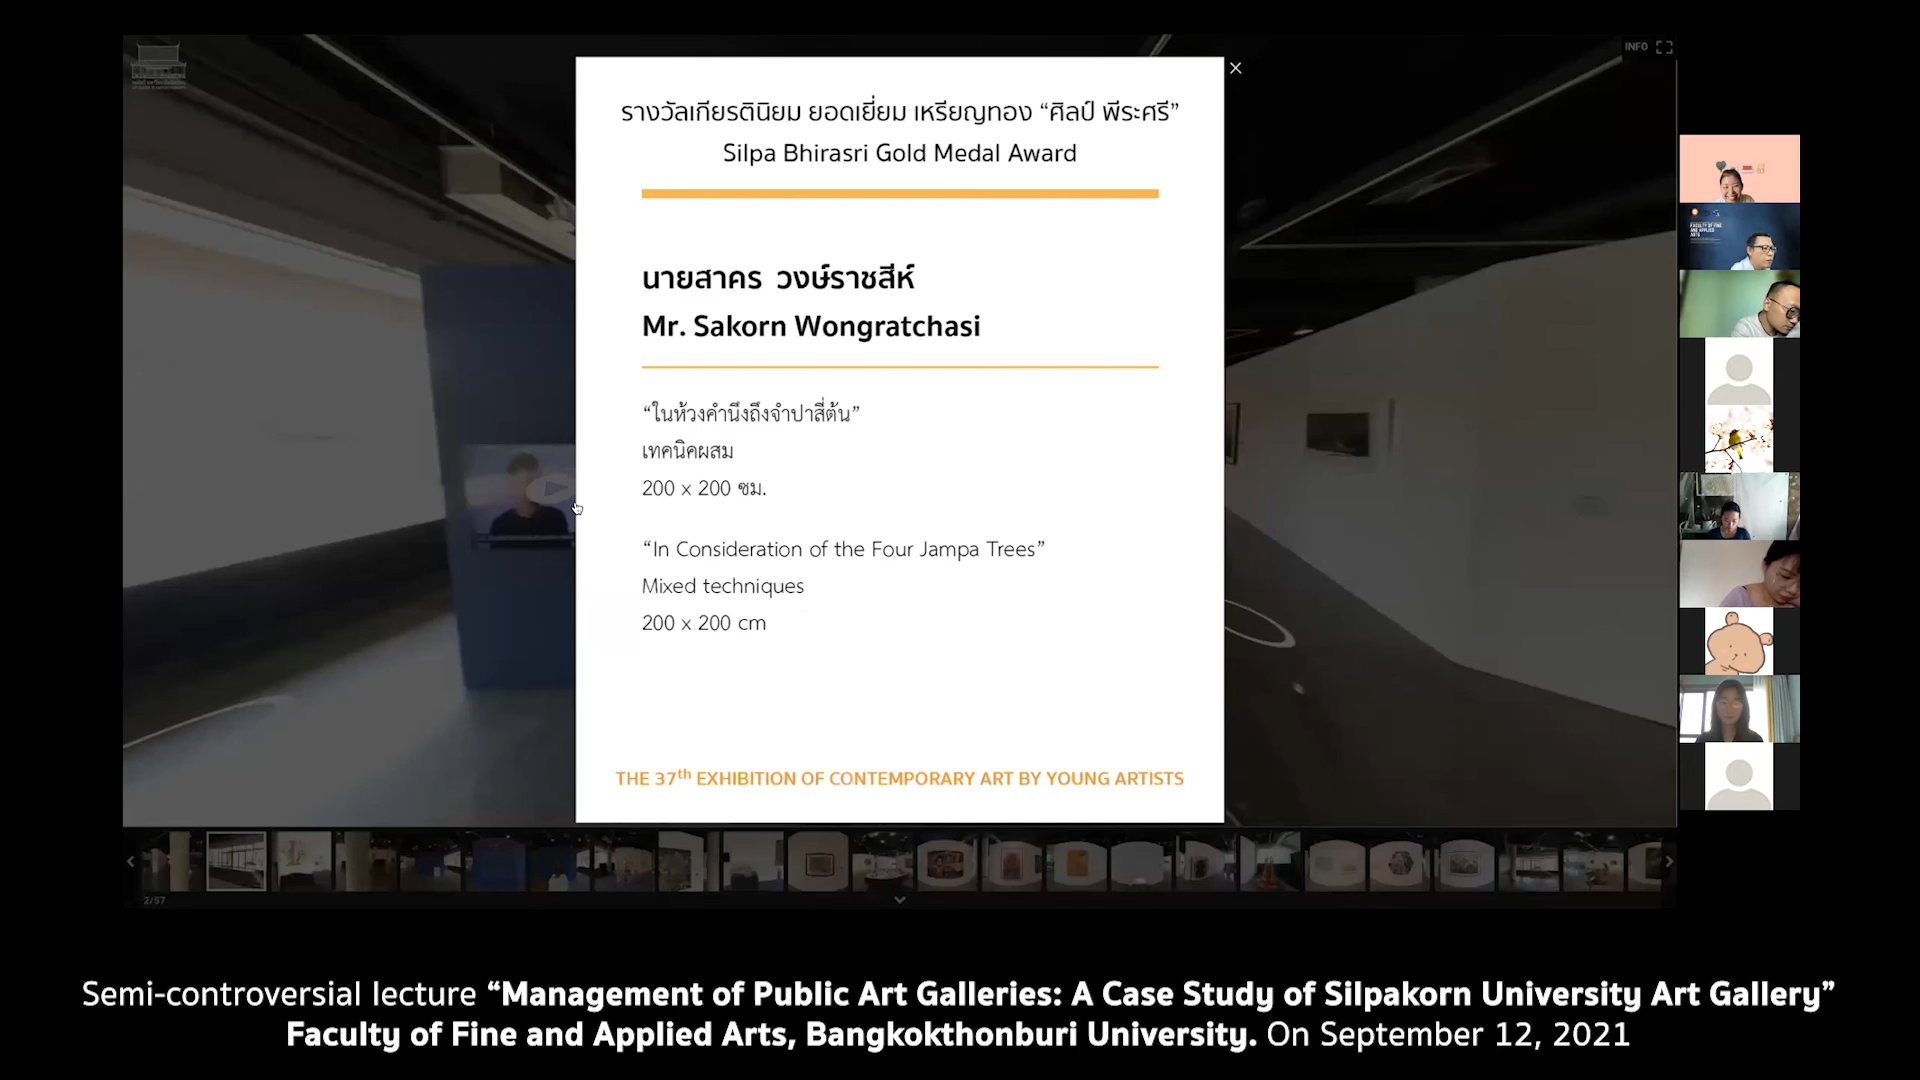 INFO
รางวัลเกียรตินิยม ยอดเยี่ยม เหรียญทอง “ศิลป์ พีระศรี”
Silpa Bhirasri Gold Medal Award
นายสาคร วงษ์ราชสีห์
Mr. Sakorn Wongratchasi
“ในห้วงคำนึงถึงจำปาสี่ต้น”
เทคนิคผสม
200 x 200 ซม.
“In Consideration of the Four Jampa Trees”
Mixed techniques
200 x 200 cm
THE 37th EXHIBITION OF CONTEMPORARY ART BY YOUNG ARTISTS
FACULTY OF FINE
AND APPLIED
ARTS
2/57
Semi-controversial lecture “Management of Public Art Galleries: A Case Study of Silpakorn University Art Gallery”
Faculty of Fine and Applied Arts, Bangkokthonburi University. On September 12, 2021